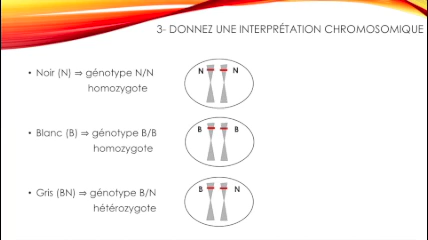 3- DONNEZ UNE INTERPRÉTATION CHROMOSOMIQUE
• Noir (N) ⇒ génotype N/N
homozygote
N N
• Blanc (B) ⇒ génotype B/B
homozygote
B B
• Gris (BN) ⇒ génotype B/N
hétérozygote
B N